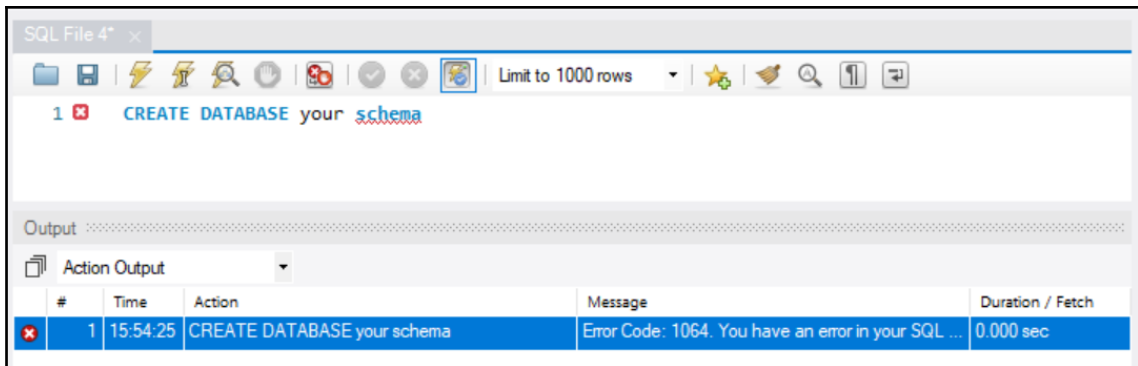 SQL File 4*
Limit to 1000 rows
1 CREATE DATABASE your schema
Output
Action Output
# Time Action Message Duration / Fetch
1 15:54:25 CREATE DATABASE your schema Error Code: 1064. You have an error in your SQL ... 0.000 sec